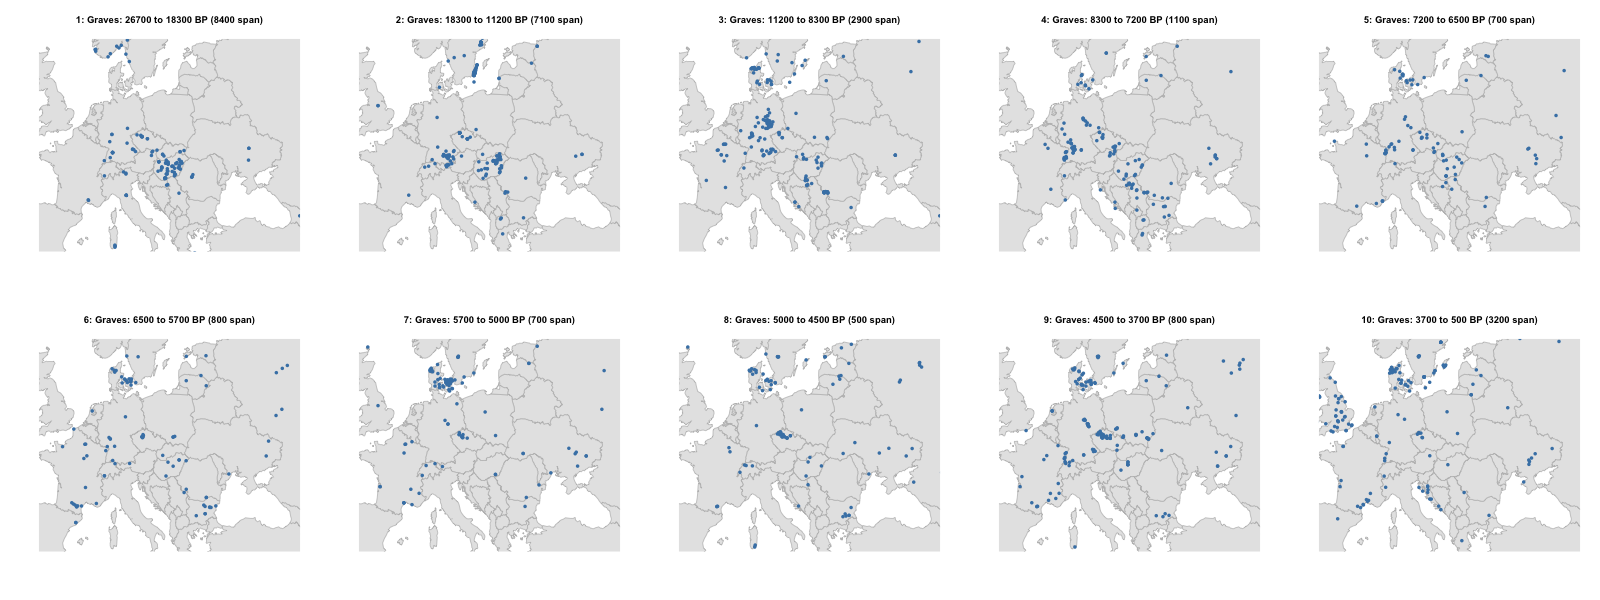 1: Graves: 26700 to 18300 BP (8400 span)
2: Graves: 18300 to 11200 BP (7100 span)
3: Graves: 11200 to 8300 BP (2900 span)
4: Graves: 8300 to 7200 BP (1100 span)
5: Graves: 7200 to 6500 BP (700 span)
6: Graves: 6500 to 5700 BP (800 span)
7: Graves: 5700 to 5000 BP (700 span)
8: Graves: 5000 to 4500 BP (500 span)
9: Graves: 4500 to 3700 BP (800 span)
10: Graves: 3700 to 500 BP (3200 span)